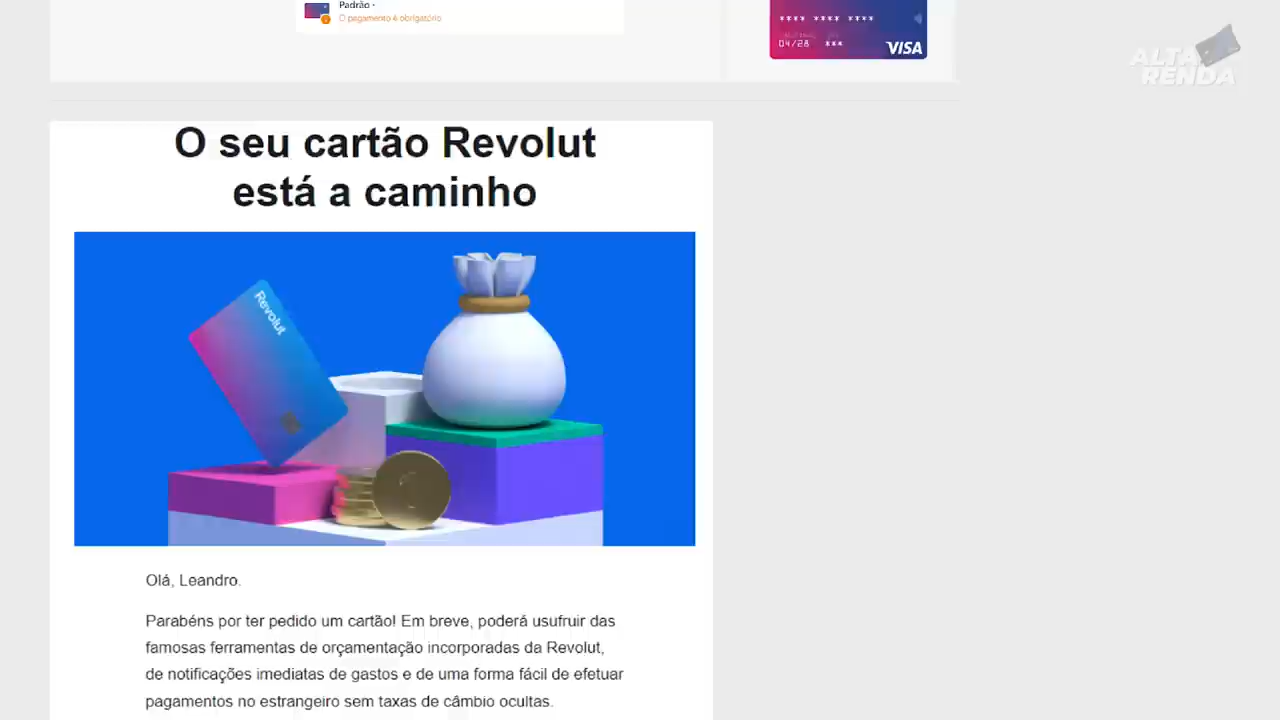 Padrão ·
O pagamento é obrigatório
**** **** ****
04/28 ***
VISA
ALTA
RENDA
O seu cartão Revolut
está a caminho
Revolut
Olá, Leandro.
Parabéns por ter pedido um cartão! Em breve, poderá usufruir das
famosas ferramentas de orçamentação incorporadas da Revolut,
de notificações imediatas de gastos e de uma forma fácil de efetuar
pagamentos no estrangeiro sem taxas de câmbio ocultas.